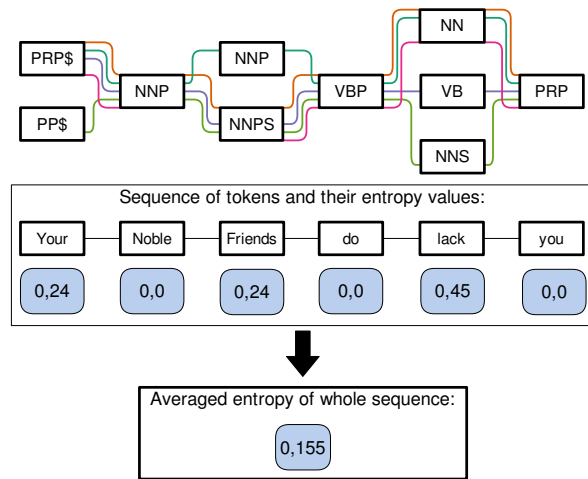 NN
PRP$ NNP
NNP VBP VB PRP
PP$ NNPS
NNS
Sequence of tokens and their entropy values:
Your Noble Friends do lack you
0,24 0,0 0,24 0,0 0,45 0,0
Averaged entropy of whole sequence:
0,155